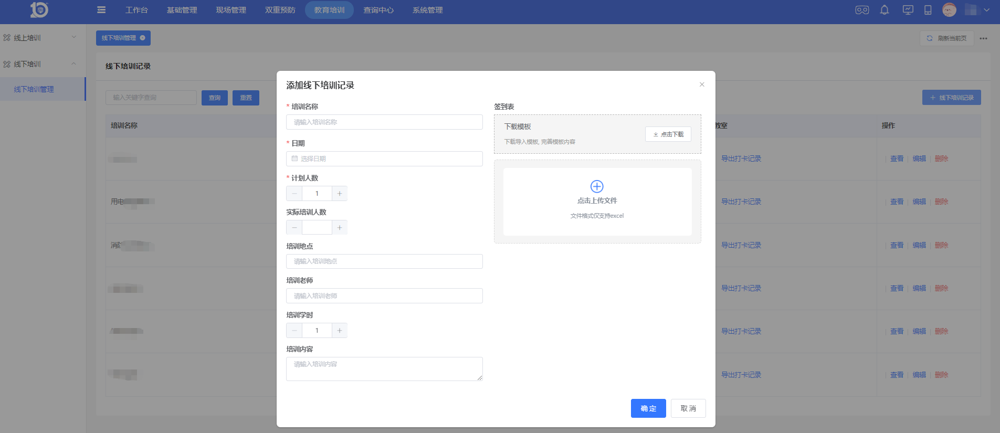 工作台 基础管理 现场管理 双重预防 教育培训 查询中心 系统管理
线上培训
线下培训
线下培训管理
线下培训管理
刷新当前页
线下培训记录
输入关键字查询 查询 重置
线下培训记录
培训名称 教室 操作
导出打卡记录 查看 编辑 删除
用电 导出打卡记录 查看 编辑 删除
消防 导出打卡记录 查看 编辑 删除
导出打卡记录 查看 编辑 删除
导出打卡记录 查看 编辑 删除
导出打卡记录 查看 编辑 删除
添加线下培训记录
* 培训名称
请输入培训名称
* 日期
选择日期
* 计划人数
1
实际培训人数
培训地点
请输入培训地点
培训老师
请输入培训老师
培训学时
1
培训内容
请输入培训内容
签到表
下载模板
下载导入模板, 完善模板内容
点击下载
点击上传文件
文件格式仅支持excel
确定 取消